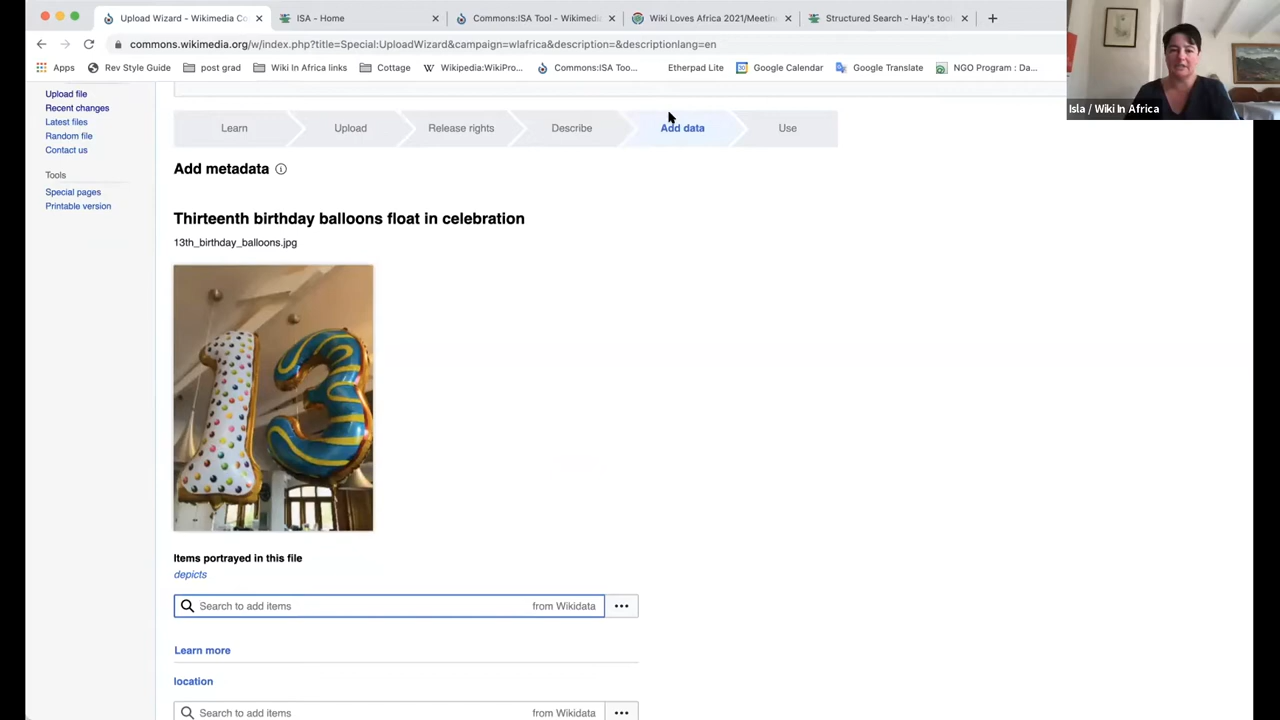 Upload Wizard - Wikimedia Co
ISA - Home
Commons:ISA Tool - Wikimedi
Wiki Loves Africa 2021/Meetin
Structured Search - Hay's tool
commons.wikimedia.org/w/index.php?title=Special:UploadWizard&campaign=wlafrica&description=&descriptionlang=en
Apps
Rev Style Guide
post grad
Wiki In Africa links
Cottage
Wikipedia:WikiPro...
Commons:ISA Too...
Etherpad Lite
Google Calendar
Google Translate
NGO Program : Da...
Isla / Wiki In Africa
Upload file
Recent changes
Latest files
Random file
Contact us
Tools
Special pages
Printable version
Learn
Upload
Release rights
Describe
Add data
Use
Add metadata
Thirteenth birthday balloons float in celebration
13th_birthday_balloons.jpg
13
Items portrayed in this file
depicts
Search to add items from Wikidata
Learn more
location
Search to add items from Wikidata